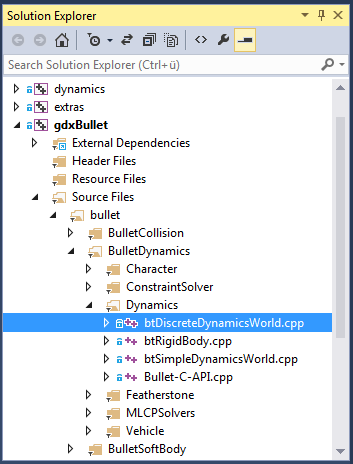 Solution Explorer
Search Solution Explorer (Ctrl+ü)
dynamics
extras
gdxBullet
External Dependencies
Header Files
Resource Files
Source Files
bullet
BulletCollision
BulletDynamics
Character
ConstraintSolver
Dynamics
btDiscreteDynamicsWorld.cpp
btRigidBody.cpp
btSimpleDynamicsWorld.cpp
Bullet-C-API.cpp
Featherstone
MLCPSolvers
Vehicle
BulletSoftBody